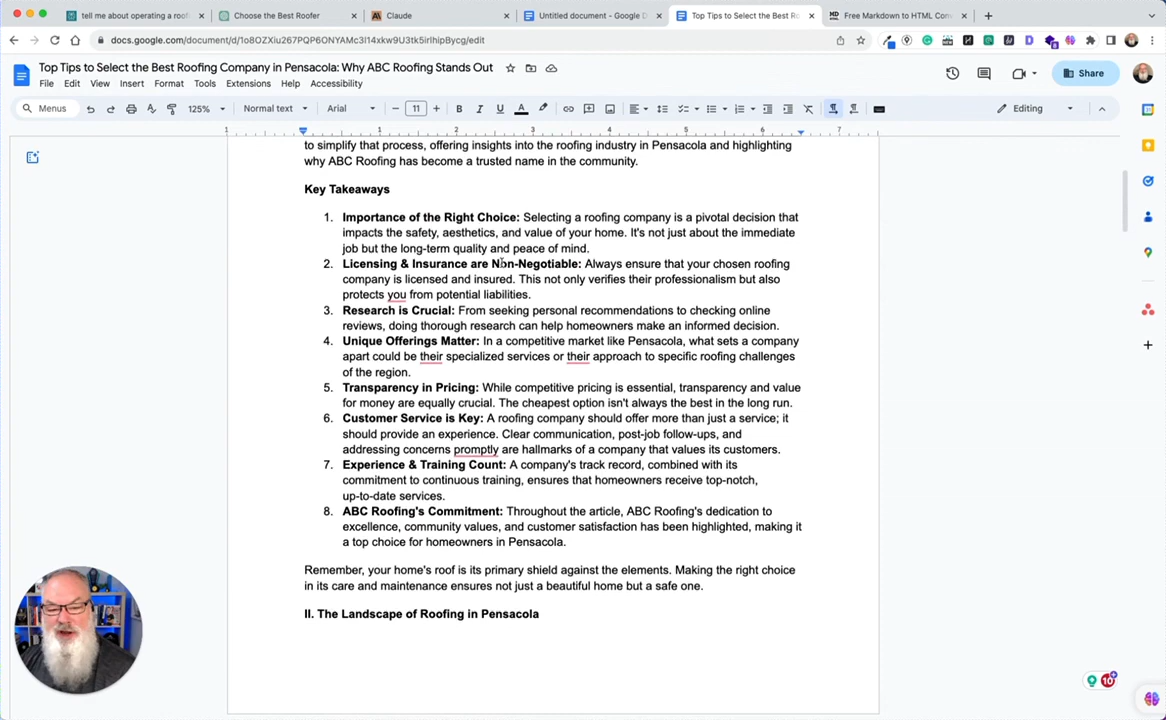 tell me about operating a roof
Choose the Best Roofer
Claude
Untitled document - Google D
Top Tips to Select the Best Ro
Free Markdown to HTML Con
docs.google.com/document/d/1o8OZXiu267PQP6ONYAMc3l14xkw9U3tk5irlhipBycg/edit
Top Tips to Select the Best Roofing Company in Pensacola: Why ABC Roofing Stands Out
File Edit View Insert Format Tools Extensions Help Accessibility
Share
Menus
125%
Normal text
Arial
11
B I U A
Editing
1 1 2 3 4 5 6 7
to simplify that process, offering insights into the roofing industry in Pensacola and highlighting
why ABC Roofing has become a trusted name in the community.
Key Takeaways
1. Importance of the Right Choice: Selecting a roofing company is a pivotal decision that
impacts the safety, aesthetics, and value of your home. It's not just about the immediate
job but the long-term quality and peace of mind.
2. Licensing & Insurance are Non-Negotiable: Always ensure that your chosen roofing
company is licensed and insured. This not only verifies their professionalism but also
protects you from potential liabilities.
3. Research is Crucial: From seeking personal recommendations to checking online
reviews, doing thorough research can help homeowners make an informed decision.
4. Unique Offerings Matter: In a competitive market like Pensacola, what sets a company
apart could be their specialized services or their approach to specific roofing challenges
of the region.
5. Transparency in Pricing: While competitive pricing is essential, transparency and value
for money are equally crucial. The cheapest option isn't always the best in the long run.
6. Customer Service is Key: A roofing company should offer more than just a service; it
should provide an experience. Clear communication, post-job follow-ups, and
addressing concerns promptly are hallmarks of a company that values its customers.
7. Experience & Training Count: A company's track record, combined with its
commitment to continuous training, ensures that homeowners receive top-notch,
up-to-date services.
8. ABC Roofing's Commitment: Throughout the article, ABC Roofing's dedication to
excellence, community values, and customer satisfaction has been highlighted, making it
a top choice for homeowners in Pensacola.
Remember, your home's roof is its primary shield against the elements. Making the right choice
in its care and maintenance ensures not just a beautiful home but a safe one.
II. The Landscape of Roofing in Pensacola
10